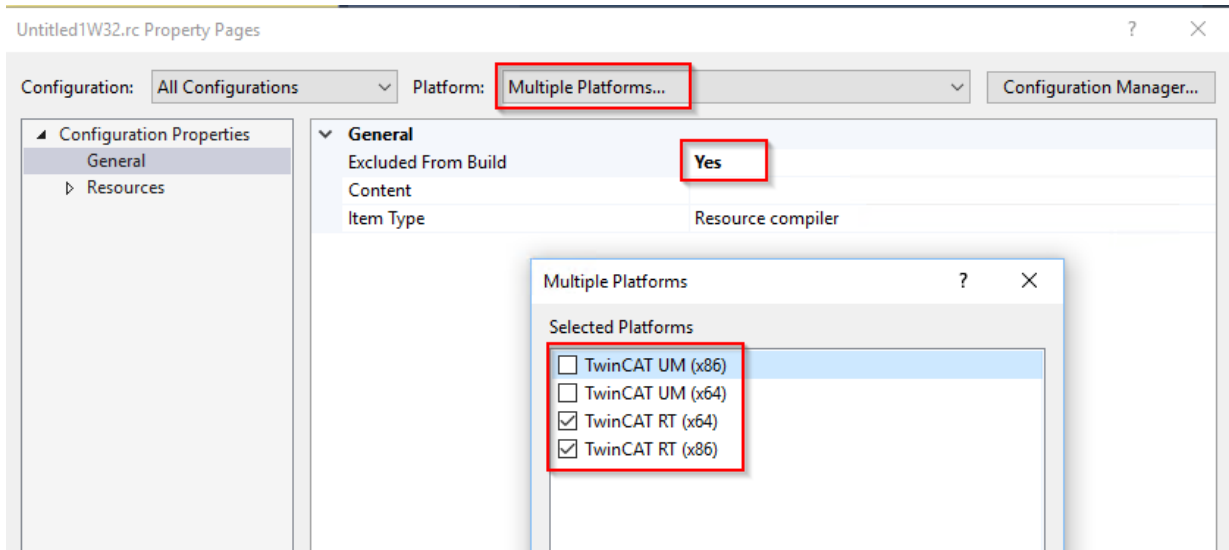 Untitled1W32.rc Property Pages
Configuration: All Configurations Platform: Multiple Platforms... Configuration Manager...
Configuration Properties
General
Resources
General
Excluded From Build Yes
Content
Item Type Resource compiler
Multiple Platforms ?
Selected Platforms
TwinCAT UM (x86)
TwinCAT UM (x64)
TwinCAT RT (x64)
TwinCAT RT (x86)